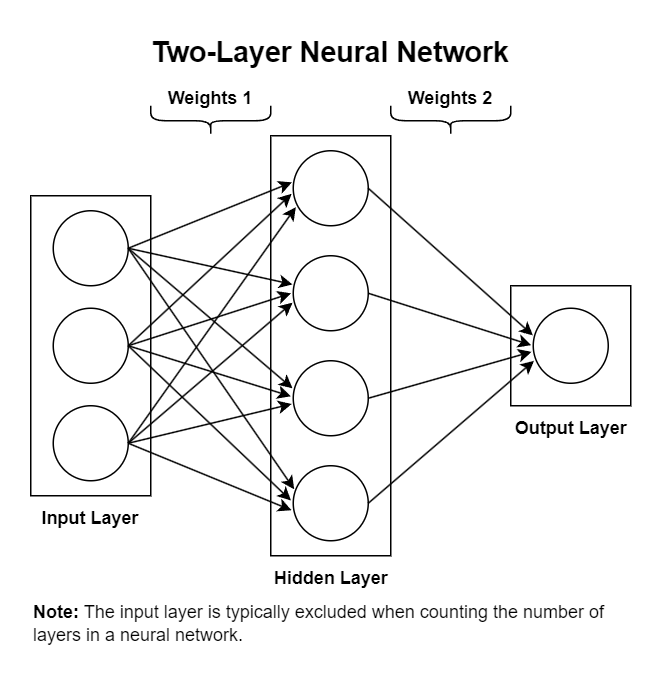 Two-Layer Neural Network
Weights 1
Weights 2
Input Layer
Hidden Layer
Output Layer
Note: The input layer is typically excluded when counting the number of
layers in a neural network.